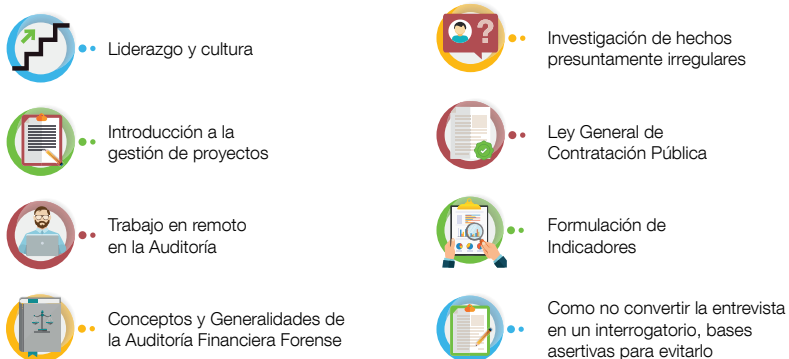 Liderazgo y cultura
Introducción a la
gestión de proyectos
Trabajo en remoto
en la Auditoría
Conceptos y Generalidades de
la Auditoría Financiera Forense
?
Investigación de hechos
presuntamente irregulares
Ley General de
Contratación Pública
Formulación de
Indicadores
Como no convertir la entrevista
en un interrogatorio, bases
asertivas para evitarlo